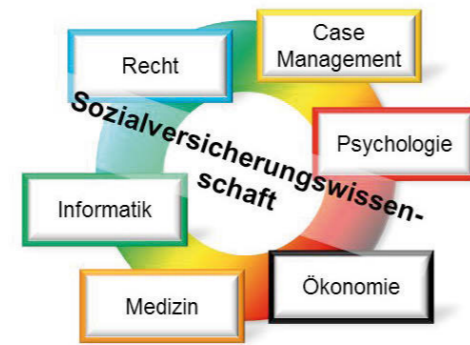 Case
Management
Recht
Sozialversicherungswissen-
schaft
Psychologie
Informatik
Ökonomie
Medizin